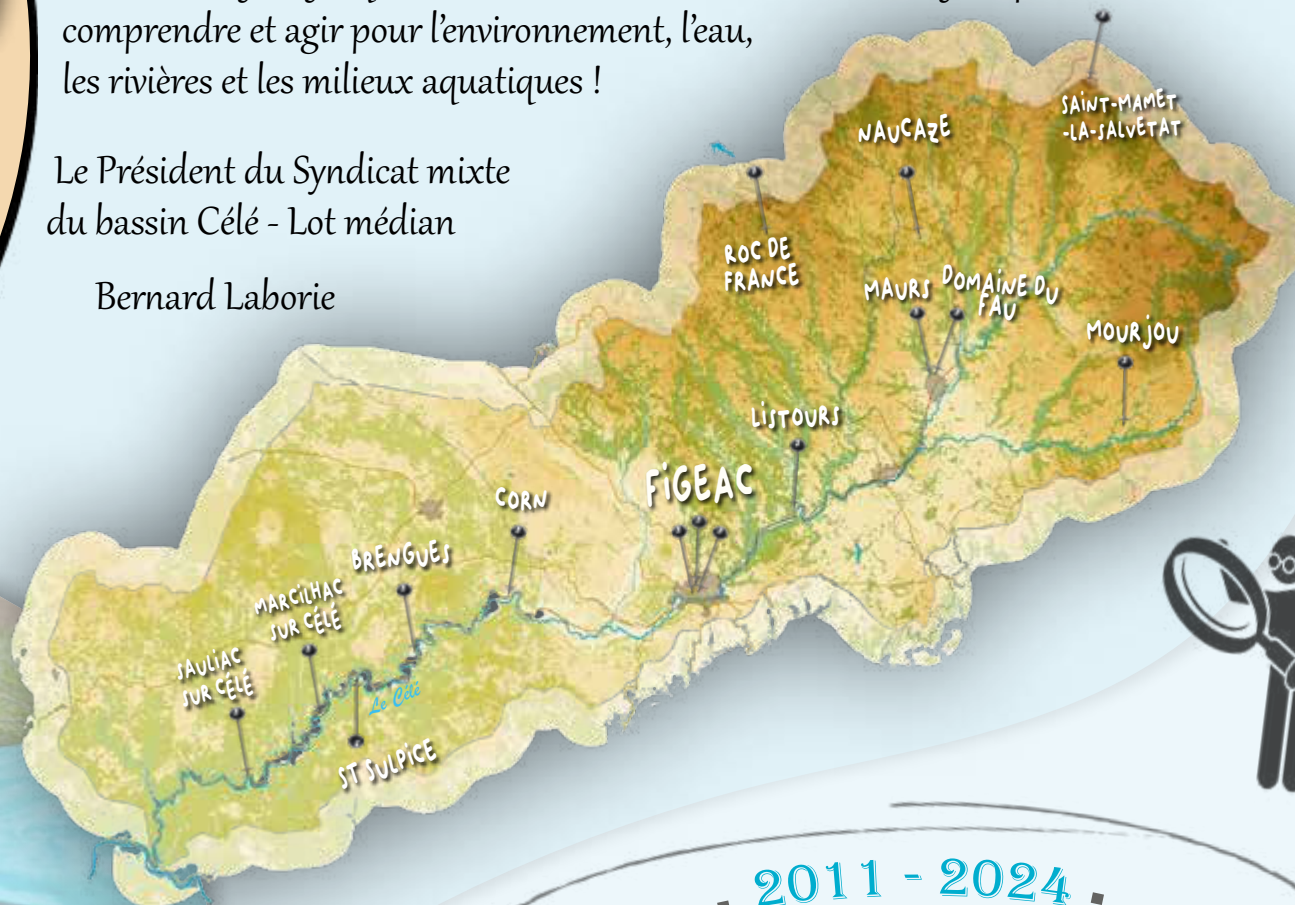 comprendre et agir pour l'environnement, l'eau,
les rivières et les milieux aquatiques !
Le Président du Syndicat mixte
du bassin Célé - Lot médian
Bernard Laborie
SAINT-MAMET
-LA-SALVETAT
NAUCAZE
ROC DE
FRANCE
MAURS
DOMAINE DU
FAU
MOURJOU
LISTOURS
FIGEAC
CORN
BRENGUES
MARCILHAC
SUR CÉLÉ
SAULIAC
SUR CÉLÉ
Le Célé
ST SULPICE
2011 - 2024